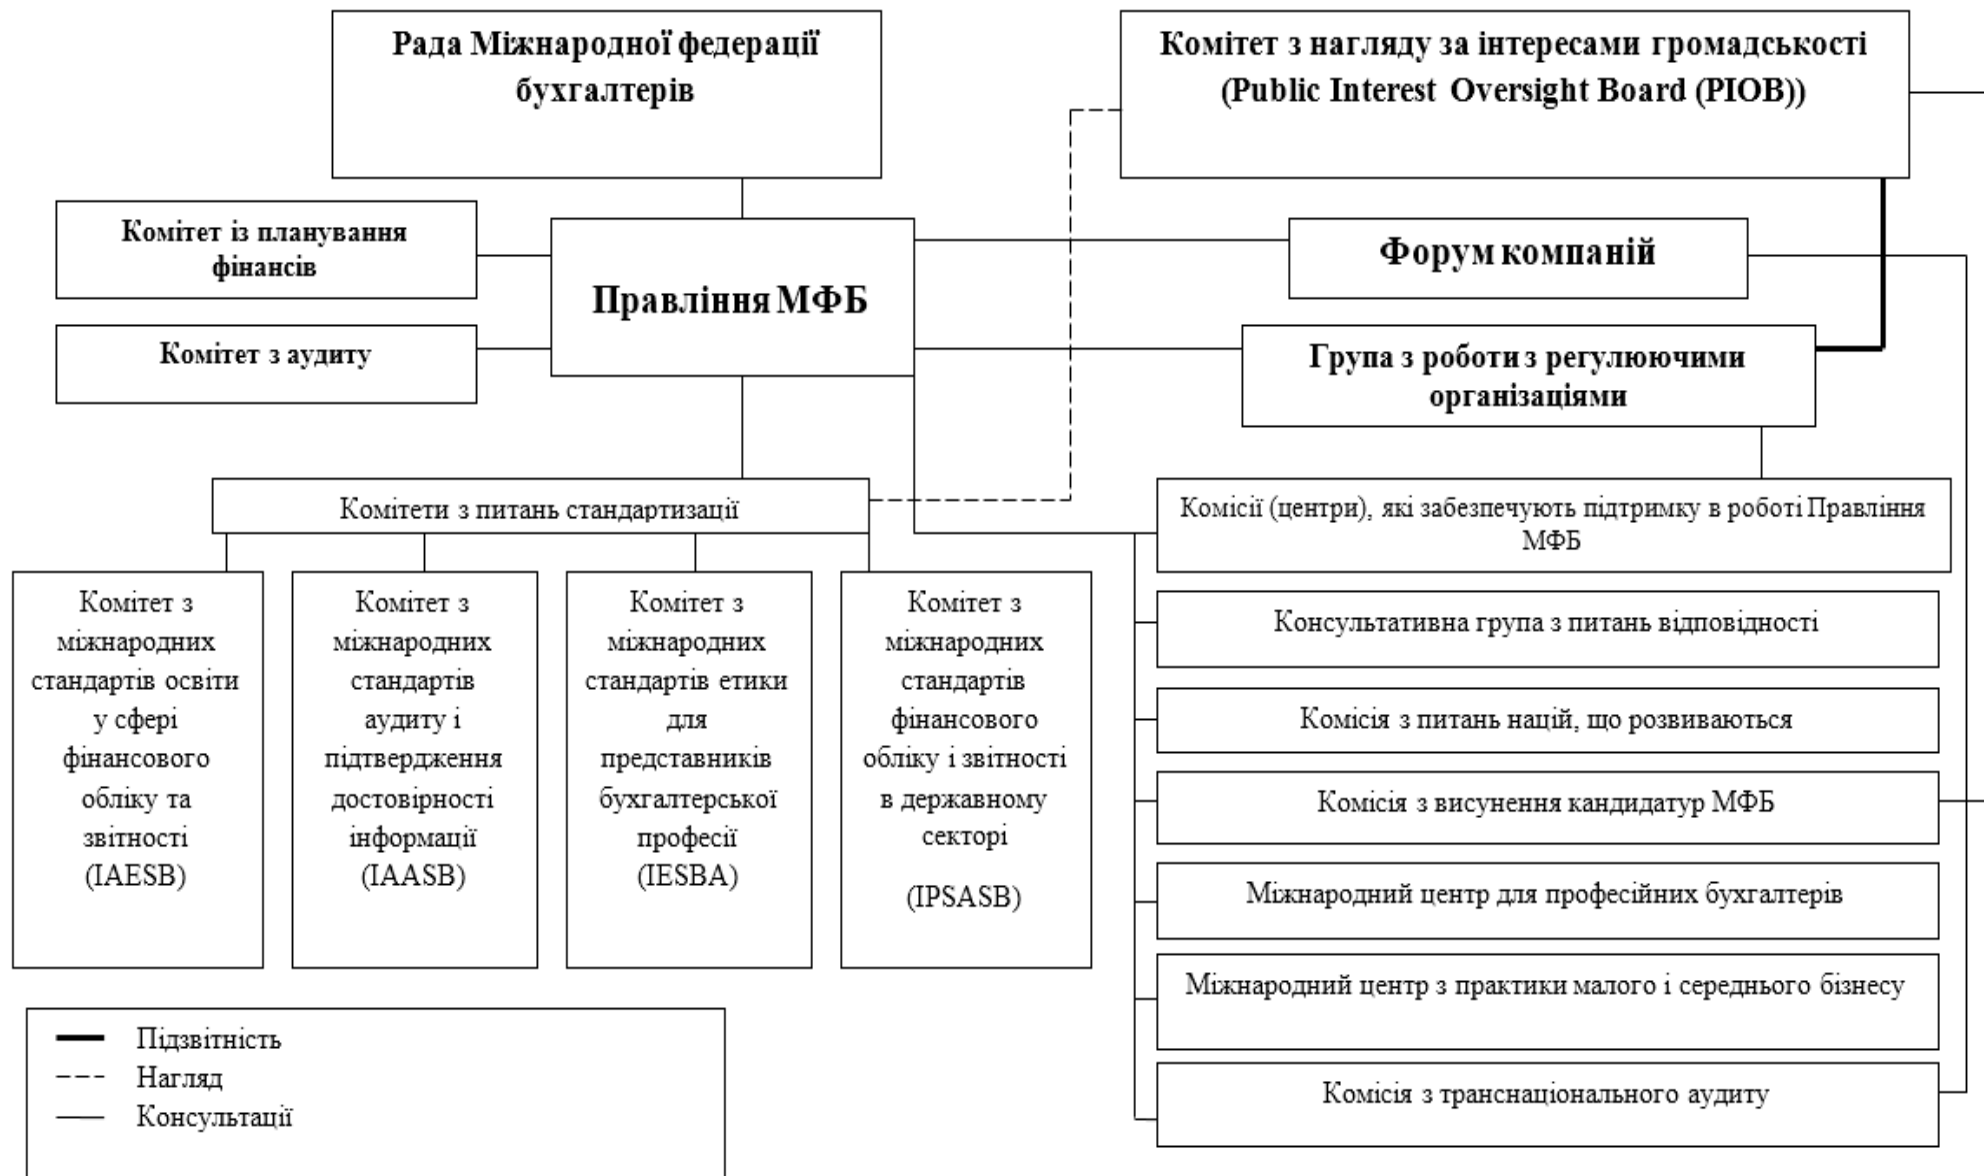 Рада Міжнародної федерації
бухгалтерів
Комітет з нагляду за інтересами громадськості
(Public Interest Oversight Board (PIOB))
Комітет із планування
фінансів
Правління МФБ
Форум компаній
Комітет з аудиту
Група з роботи з регулюючими
організаціями
Комітети з питань стандартизації
Комісії (центри), які забезпечують підтримку в роботі Правління
МФБ
Комітет з
міжнародних
стандартів освіти
у сфері
фінансового
обліку та
звітності
(IAESB)
Комітет з
міжнародних
стандартів
аудиту і
підтвердження
достовірності
інформації
(IAASB)
Комітет з
міжнародних
стандартів етики
для
представників
бухгалтерської
професії
(IESBA)
Комітет з
міжнародних
стандартів
фінансового
обліку і звітності
в державному
секторі
(IPSASB)
Консультативна група з питань відповідності
Комісія з питань націй, що розвиваються
Комісія з висунення кандидатур МФБ
Міжнародний центр для професійних бухгалтерів
Міжнародний центр з практики малого і середнього бізнесу
Комісія з транснаціонального аудиту
Підзвітність
Нагляд
Консультації